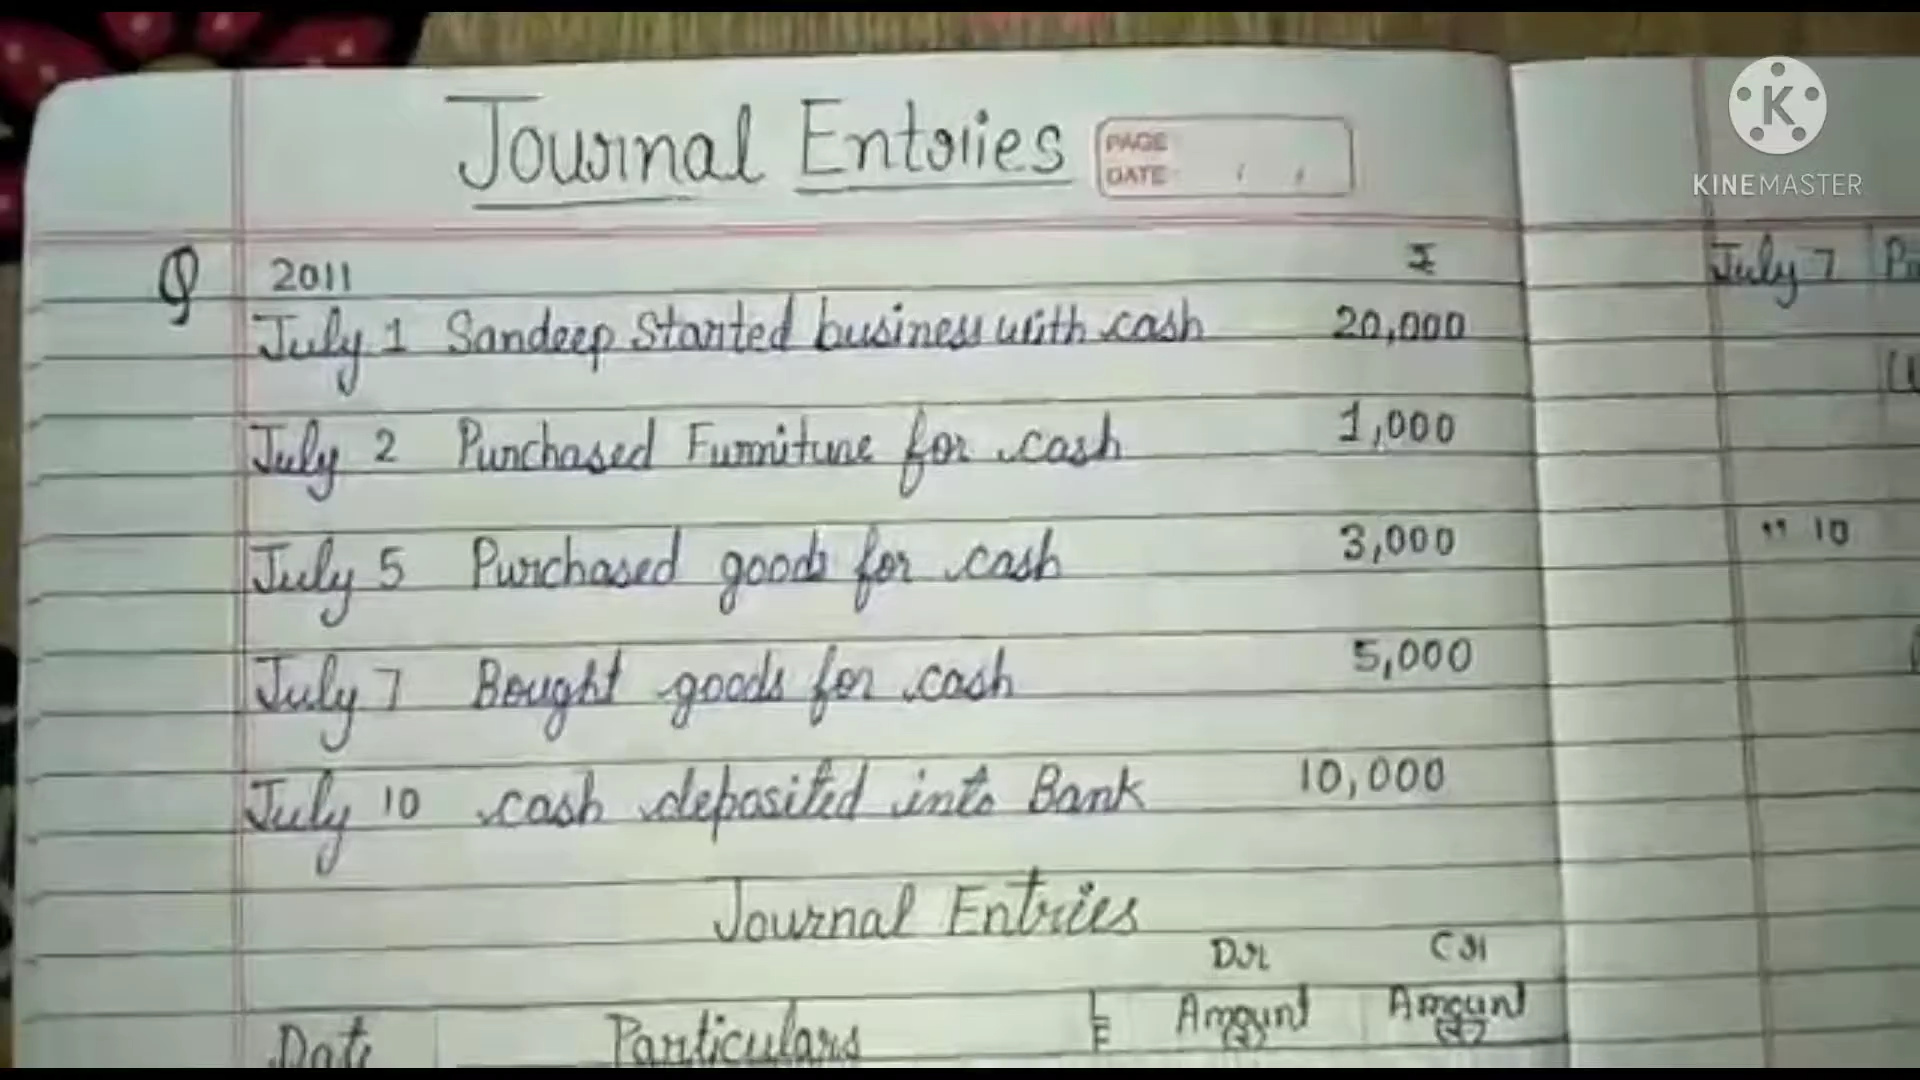 Journal Entries
PAGE :
DATE : / /
KINEMASTER
Q 2011 ₹
July 1 Sandeep Started business with cash 20,000
July 2 Purchased Furniture for cash 1,000
July 5 Purchased goods for cash 3,000
July 7 Bought goods for cash 5,000
July 10 cash deposited into Bank 10,000
Journal Entries
Dr Cr
Date Particulars LF Amount (₹) Amount (₹)
July 7
" 10